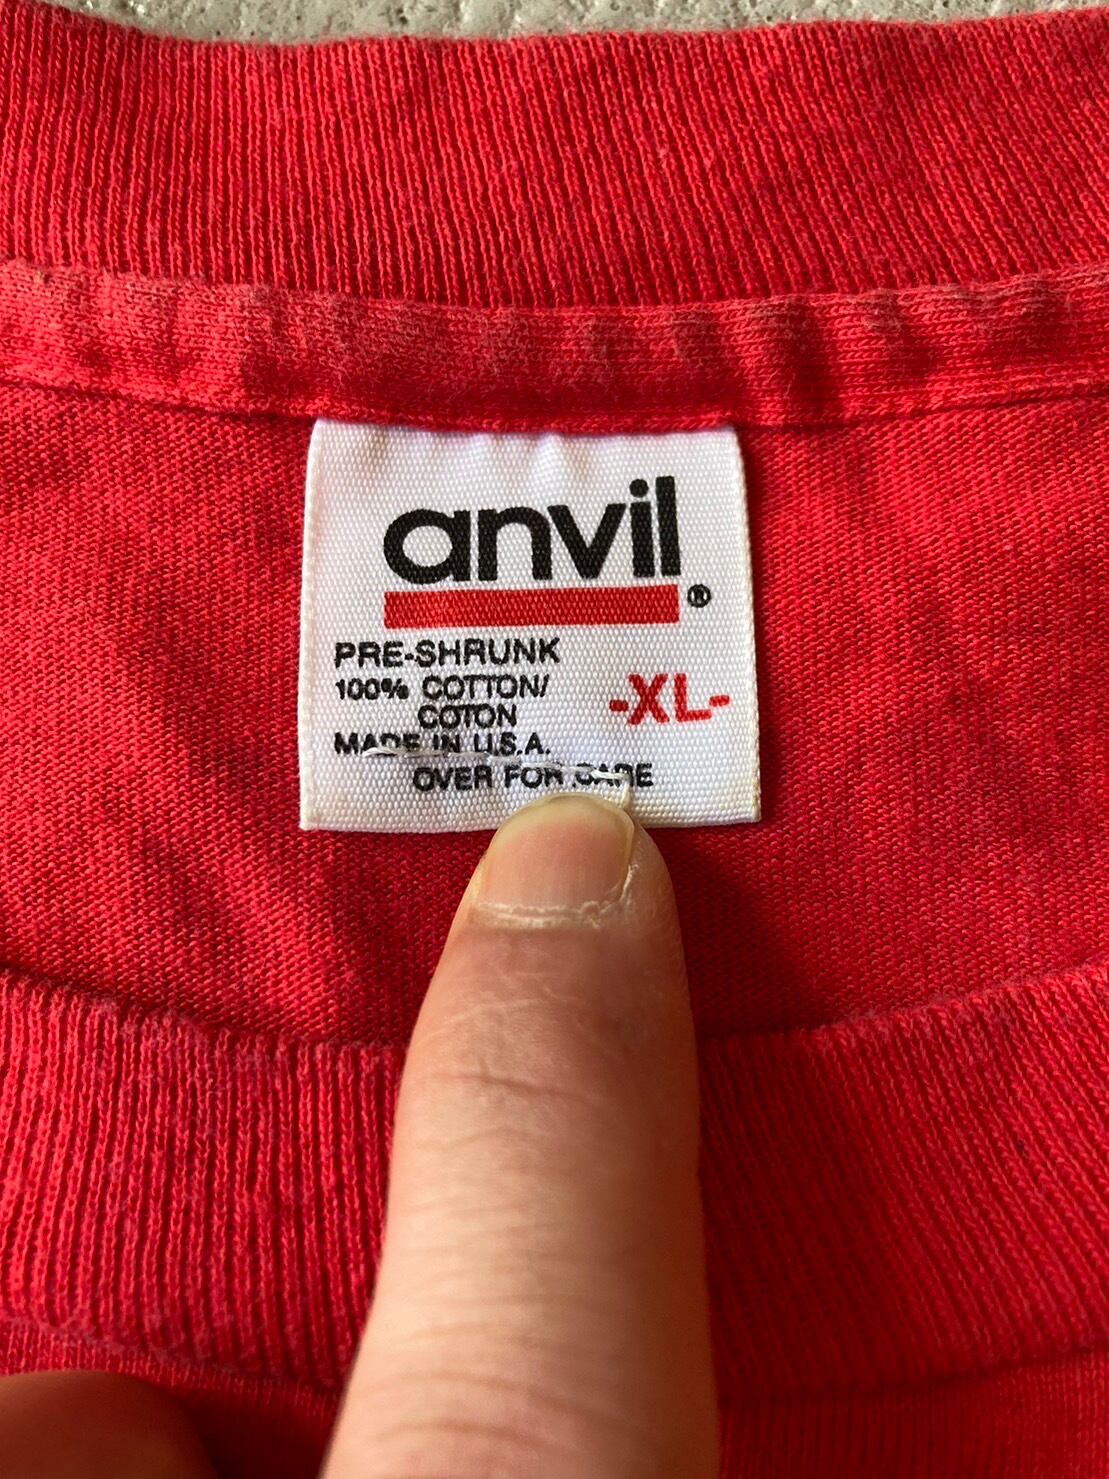 anvil®
PRE-SHRUNK
100% COTTON/
COTON
-XL-
MADE IN U.S.A.
OVER FOR CARE